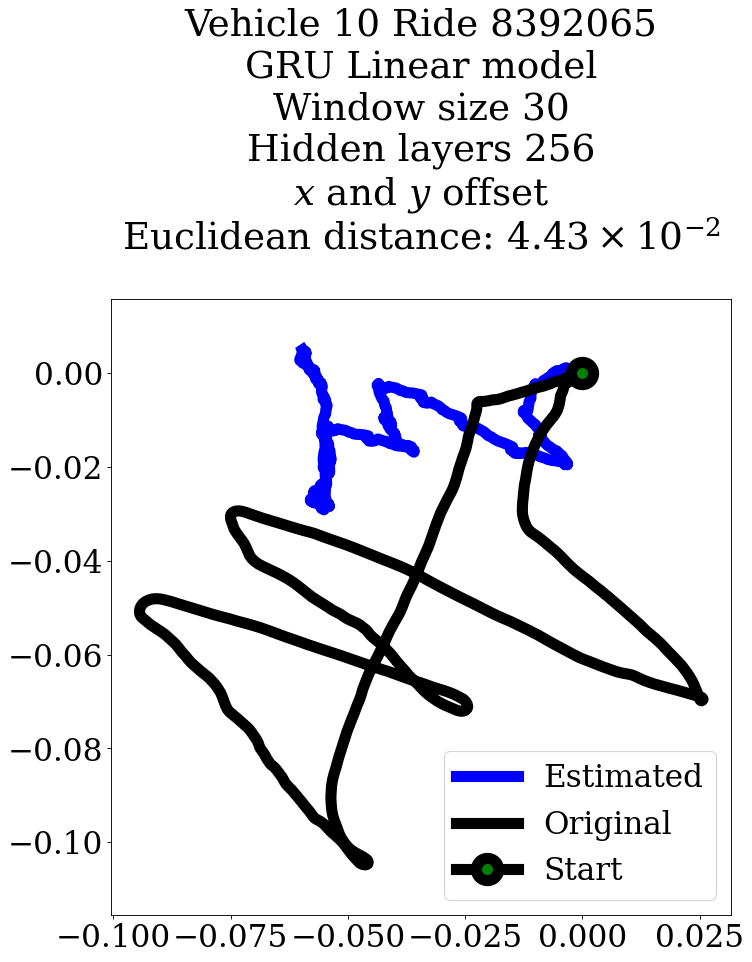 Vehicle 10 Ride 8392065
GRU Linear model
Window size 30
Hidden layers 256
x and y offset
Euclidean distance: 4.43 × 10⁻²
0.00
−0.02
−0.04
−0.06
−0.08
−0.10
Estimated
Original
Start
−0.100 −0.075 −0.050 −0.025 0.000 0.025